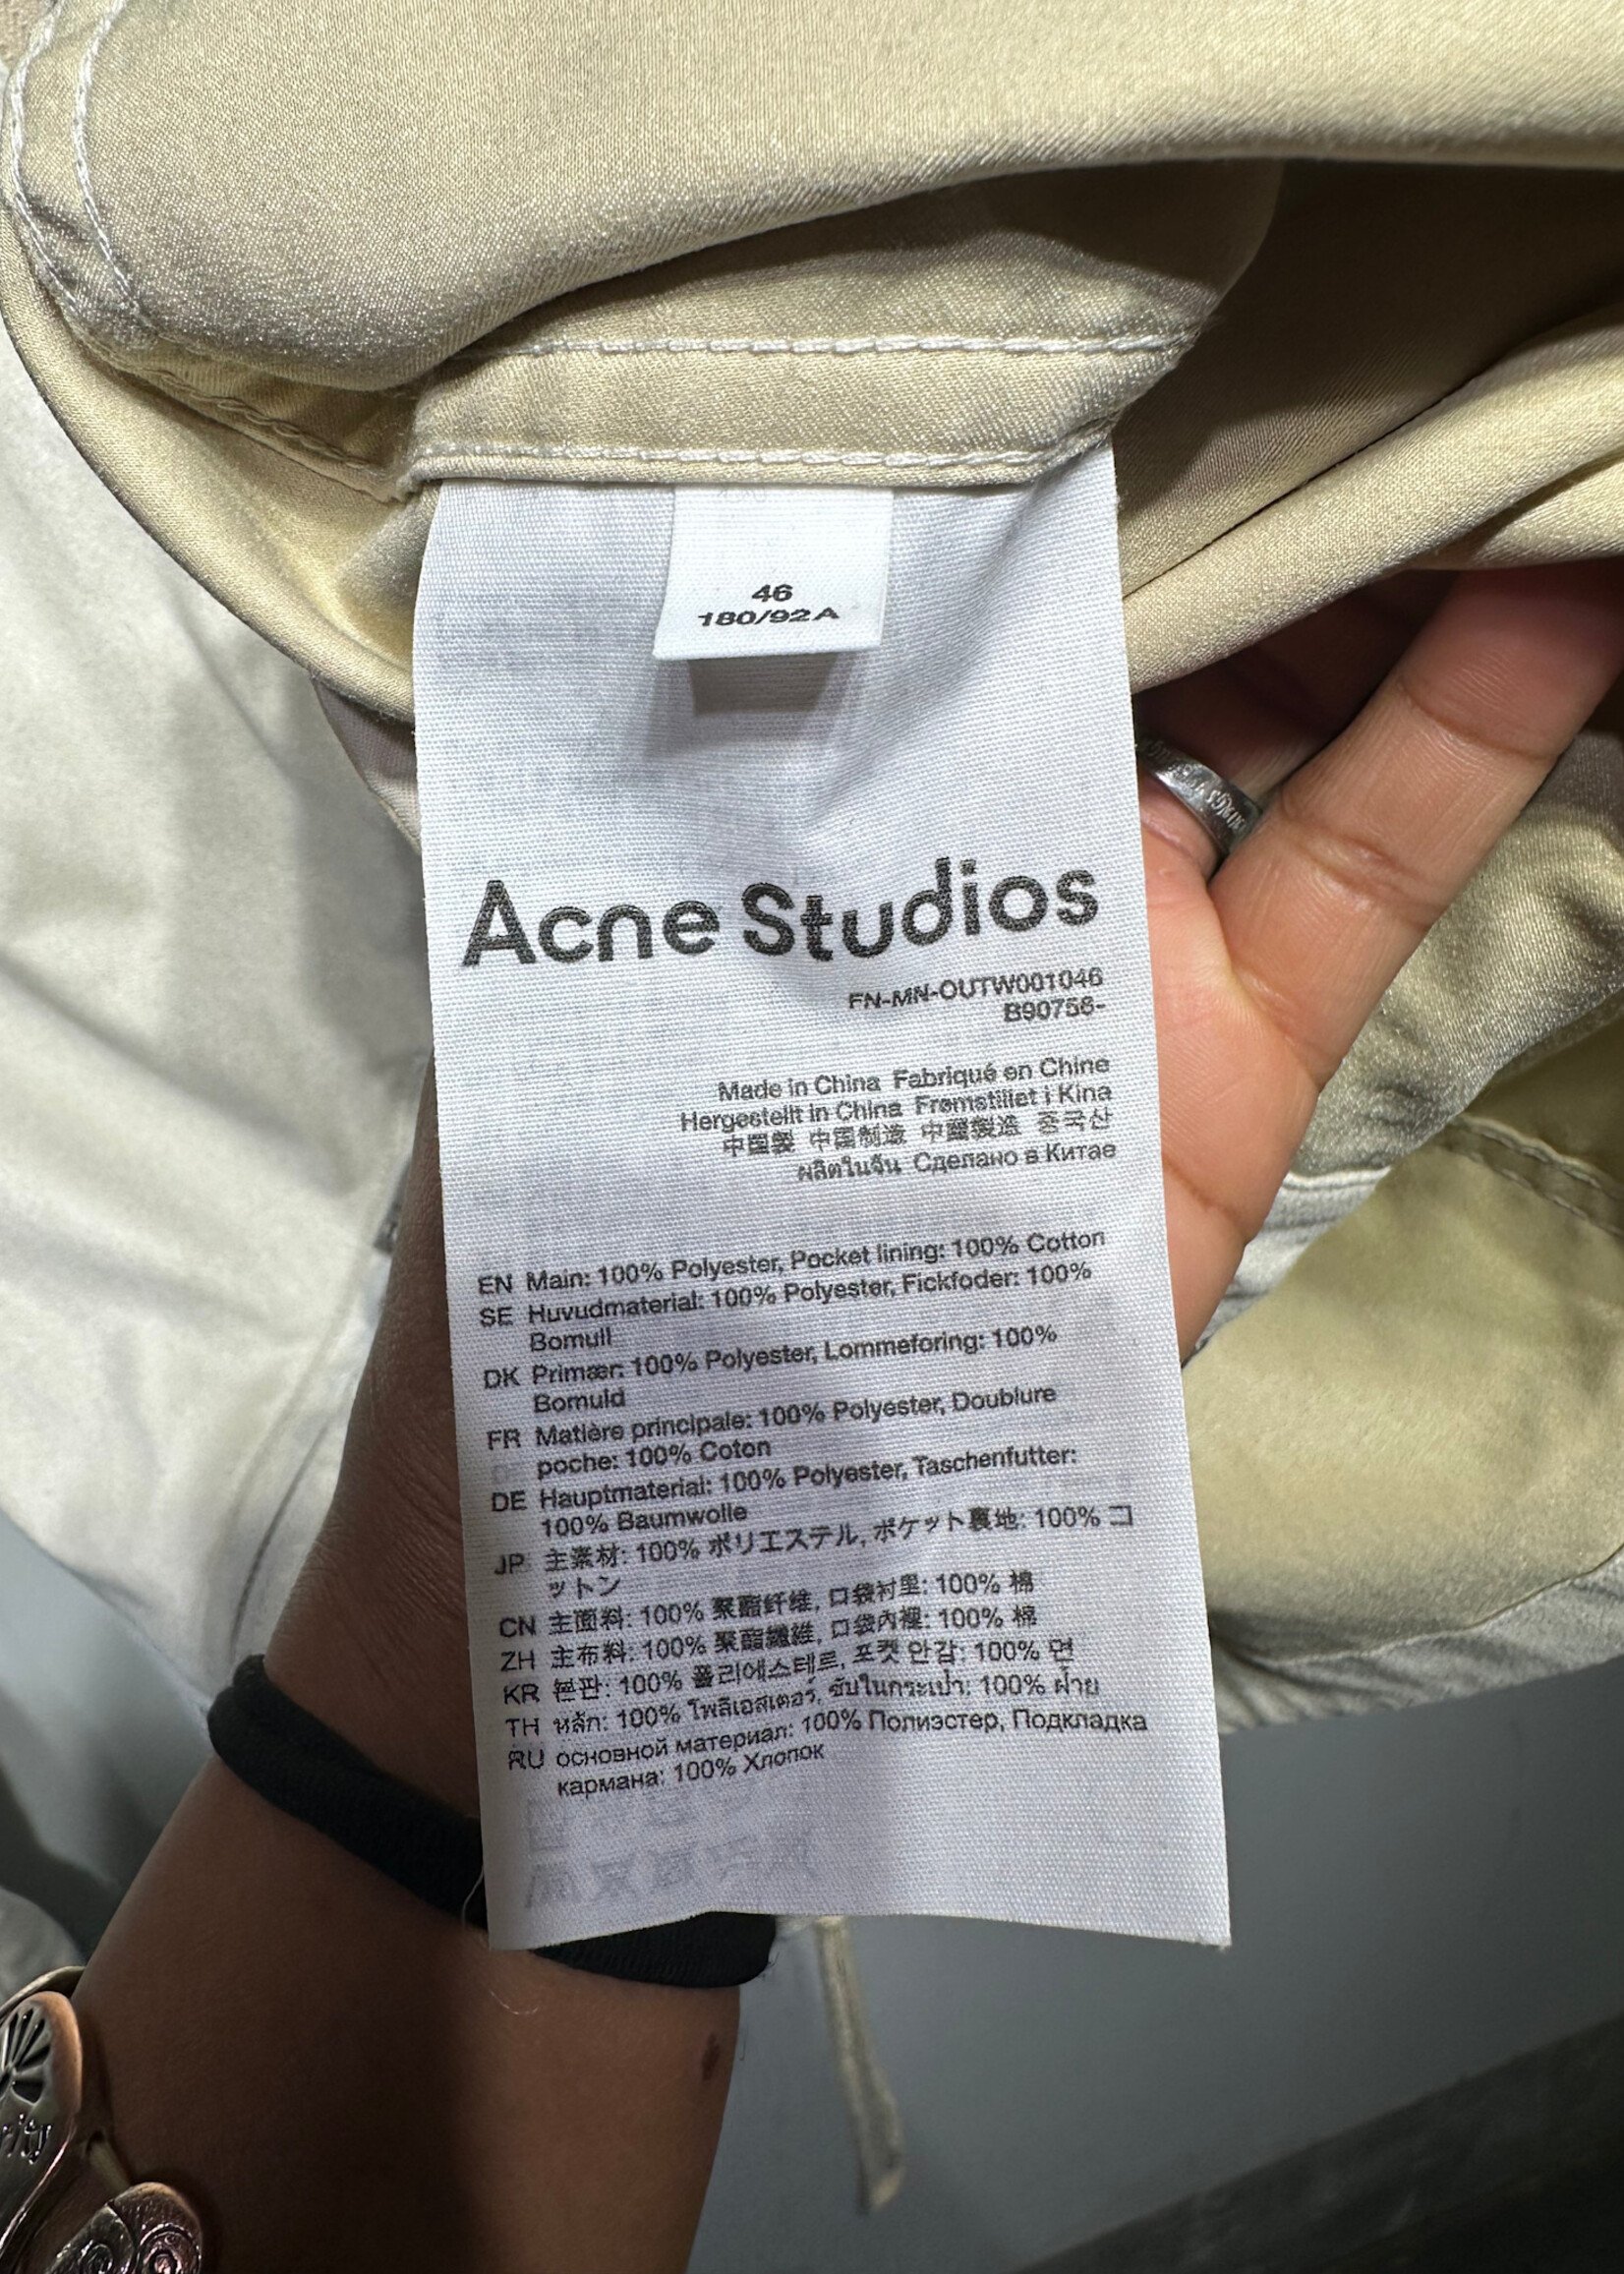 46
180/92A
Acne Studios
FN-MN-OUTW001046
B90756-
Made in China Fabriqué en Chine
Hergestellt in China Fremstillet i Kina
中国製 中国制造 中國製造 중국산
ผลิตในจีน Сделано в Китае
EN Main: 100% Polyester, Pocket lining: 100% Cotton
SE Huvudmaterial: 100% Polyester, Fickfoder: 100%
Bomull
DK Primær: 100% Polyester, Lommeforing: 100%
Bomuld
FR Matière principale: 100% Polyester, Doublure
poche: 100% Coton
DE Hauptmaterial: 100% Polyester, Taschenfutter:
100% Baumwolle
JP 主素材: 100% ポリエステル, ポケット裏地: 100% コ
ットン
CN 主面料: 100% 聚酯纤维, 口袋衬里: 100% 棉
ZH 主布料: 100% 聚酯纖維, 口袋內裡: 100% 棉
KR 본판: 100% 폴리에스테르, 포켓 안감: 100% 면
TH หลัก: 100% โพลิเอสเตอร์, ซับในกระเป๋า: 100% ฝ้าย
RU основной материал: 100% Полиэстер, Подкладка
кармана: 100% Хлопок